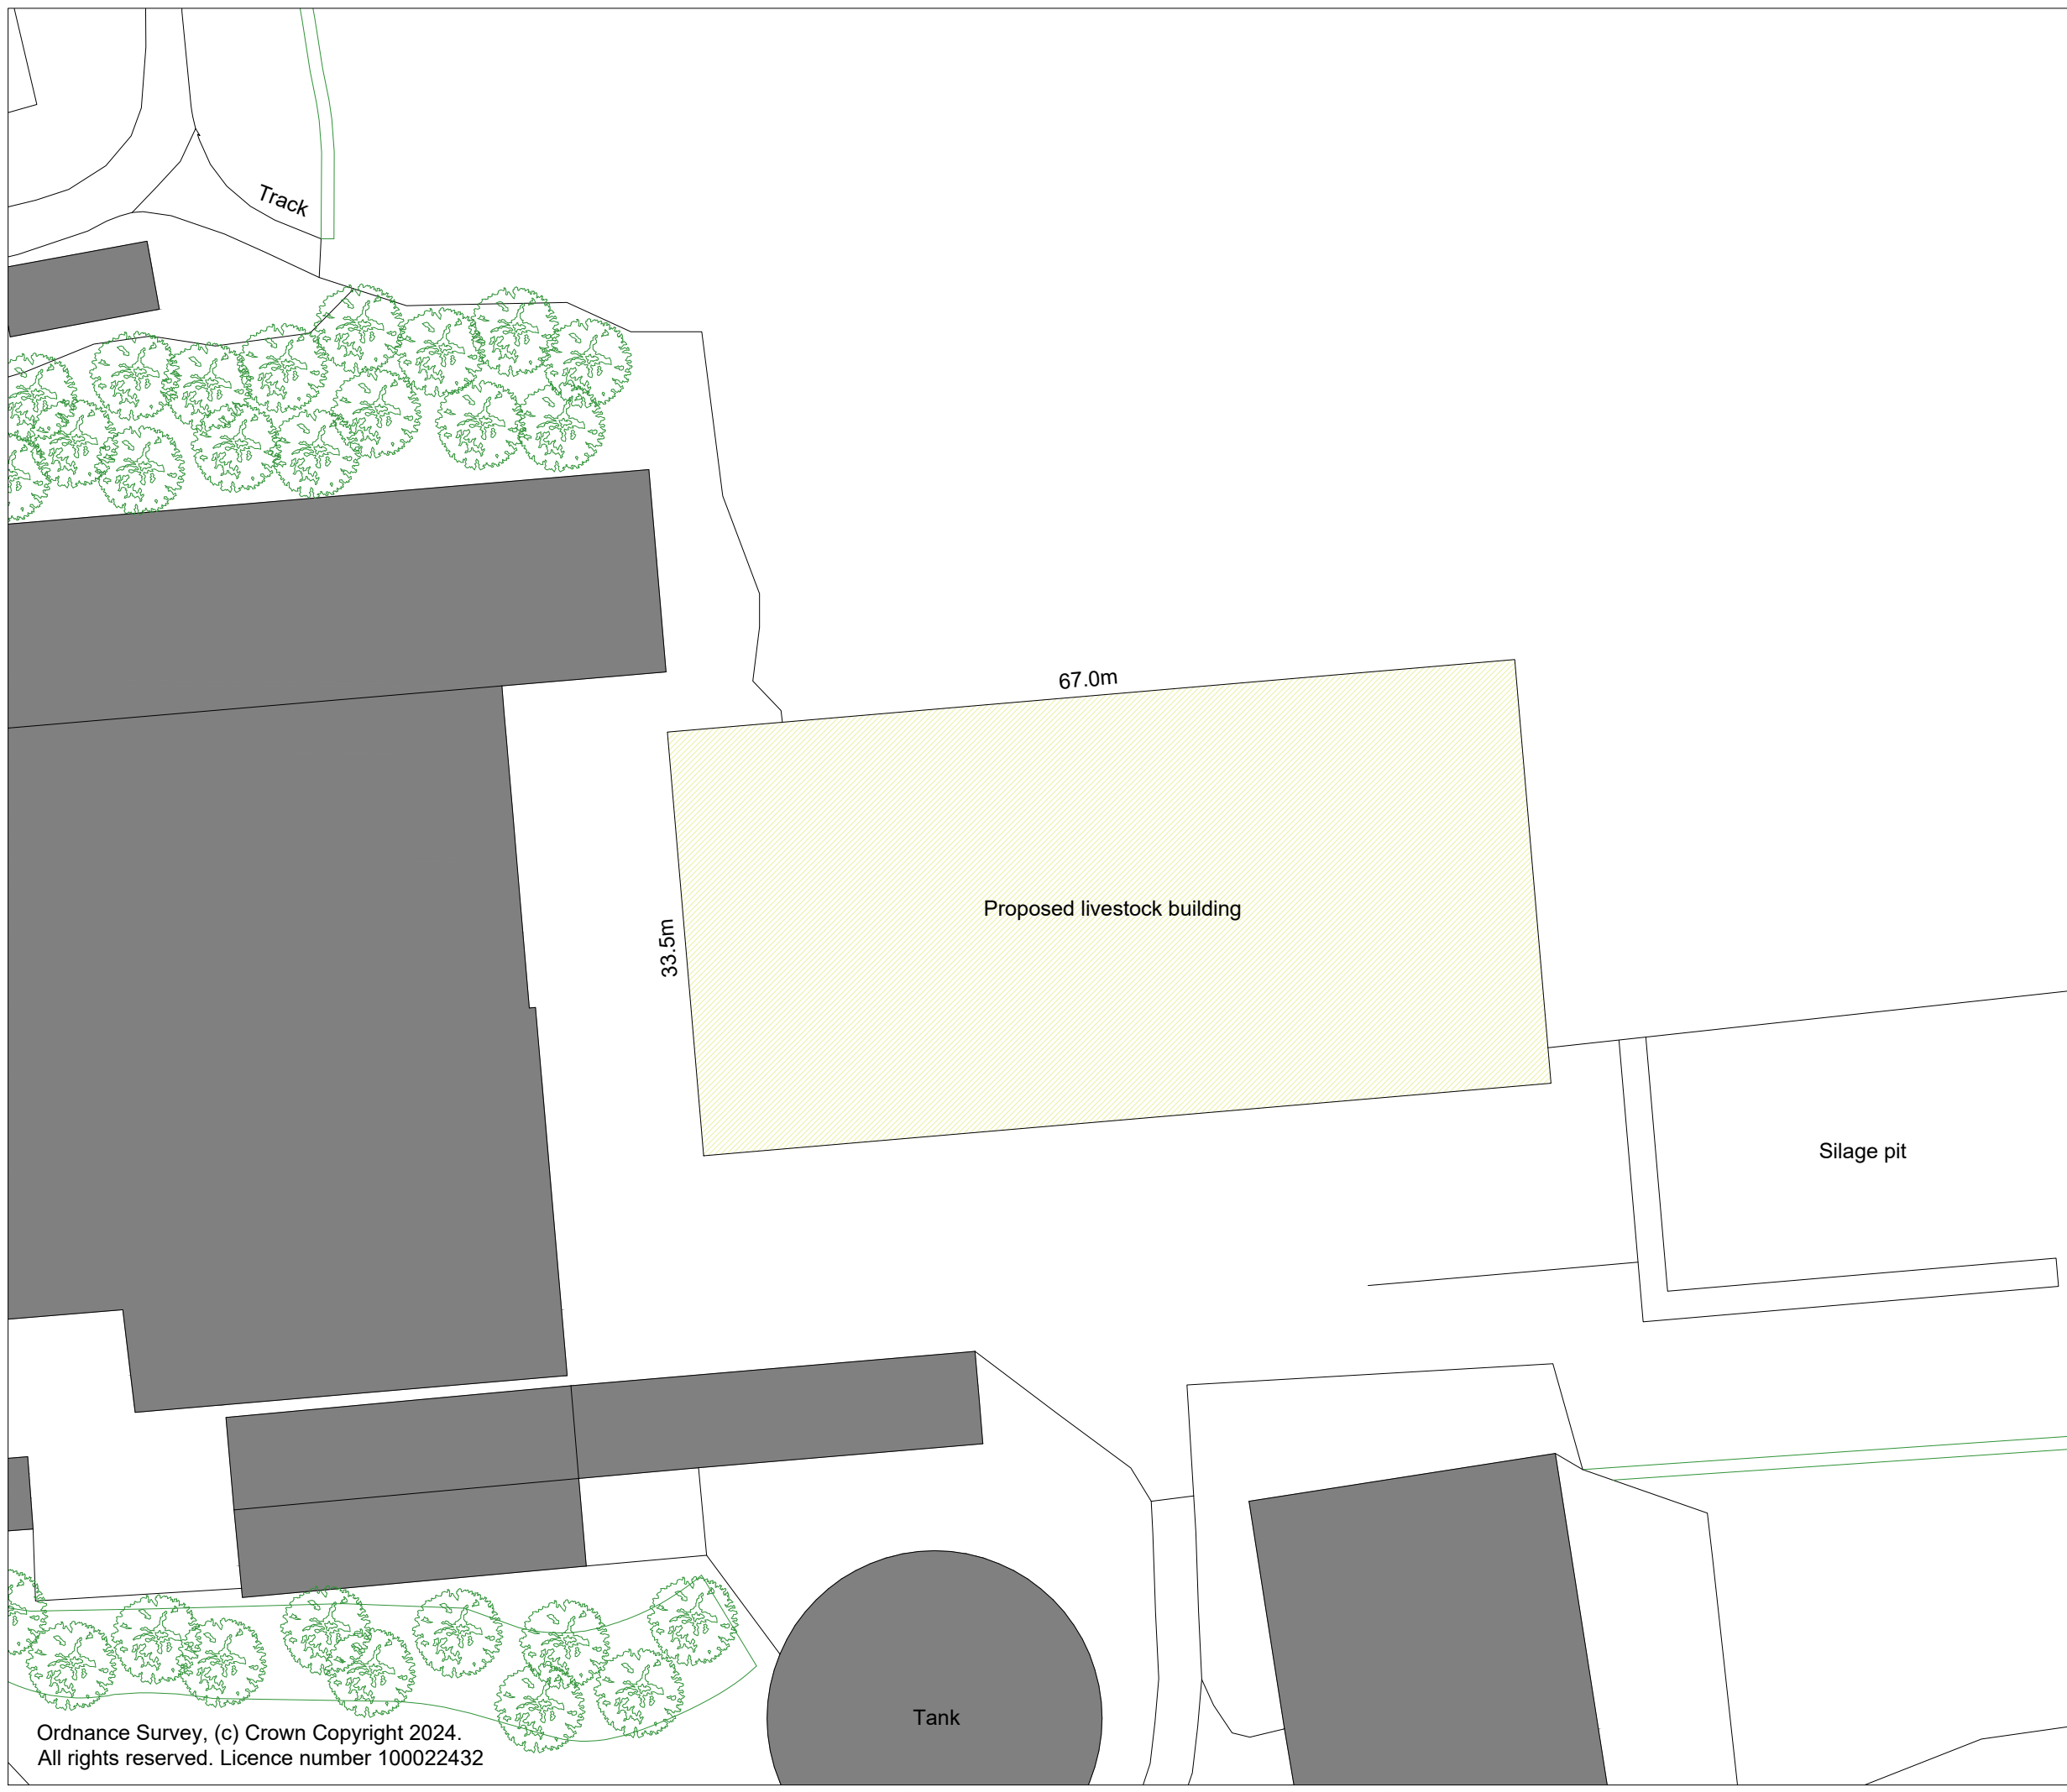 Track
67.0m
Proposed livestock building
33.5m
Silage pit
Tank
Ordnance Survey, (c) Crown Copyright 2024.
All rights reserved. Licence number 100022432